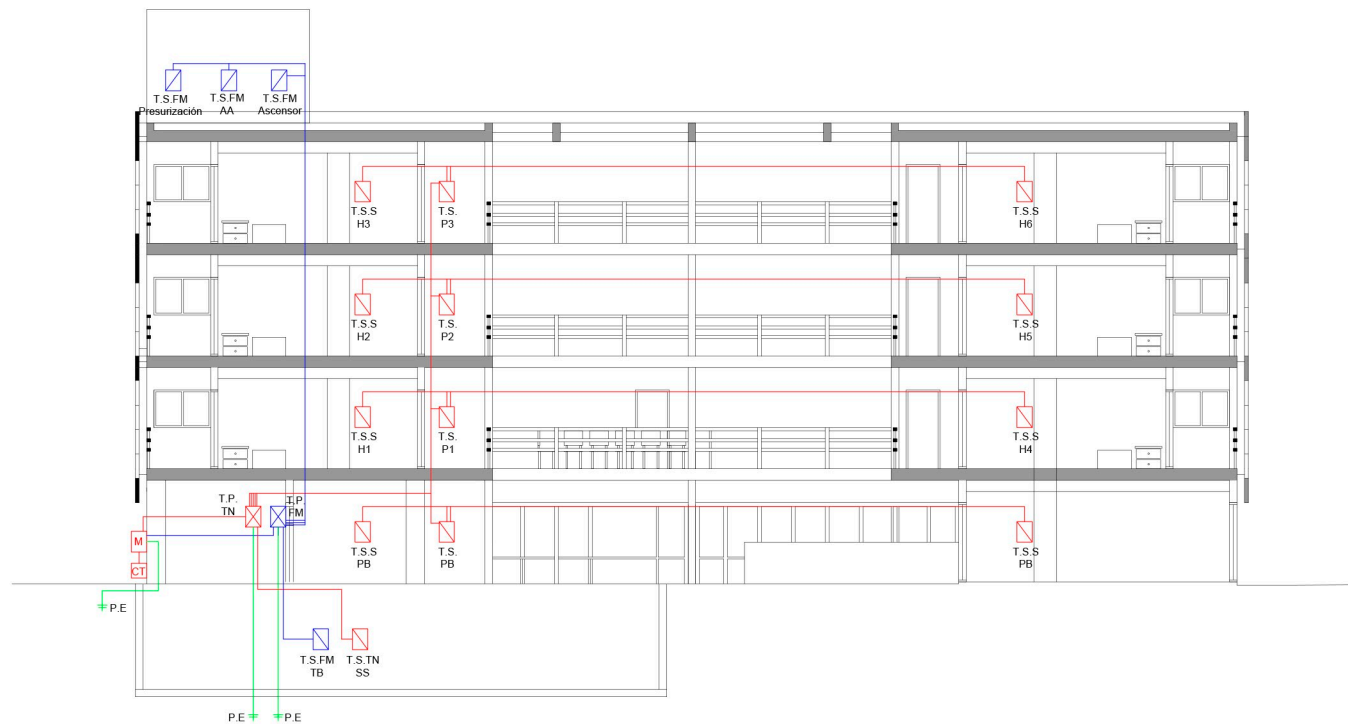 T.S.FM
Presurización
T.S.FM
AA
T.S.FM
Ascensor
T.S.S
H3
T.S.
P3
T.S.S
H6
T.S.S
H2
T.S.
P2
T.S.S
H5
T.S.S
H1
T.S.
P1
T.S.S
H4
T.P.
TN
T.P.
FM
M
CT
T.S.S
PB
T.S.
PB
T.S.S
PB
P.E
T.S.FM
TB
T.S.TN
SS
P.E
P.E